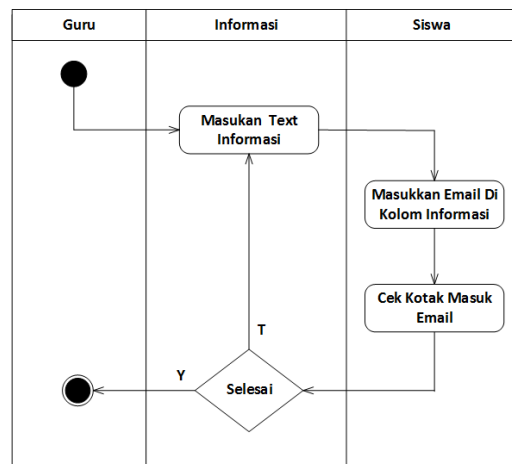 Guru
Informasi
Siswa
Masukan Text
Informasi
Masukkan Email Di
Kolom Informasi
Cek Kotak Masuk
Email
T
Y
Selesai